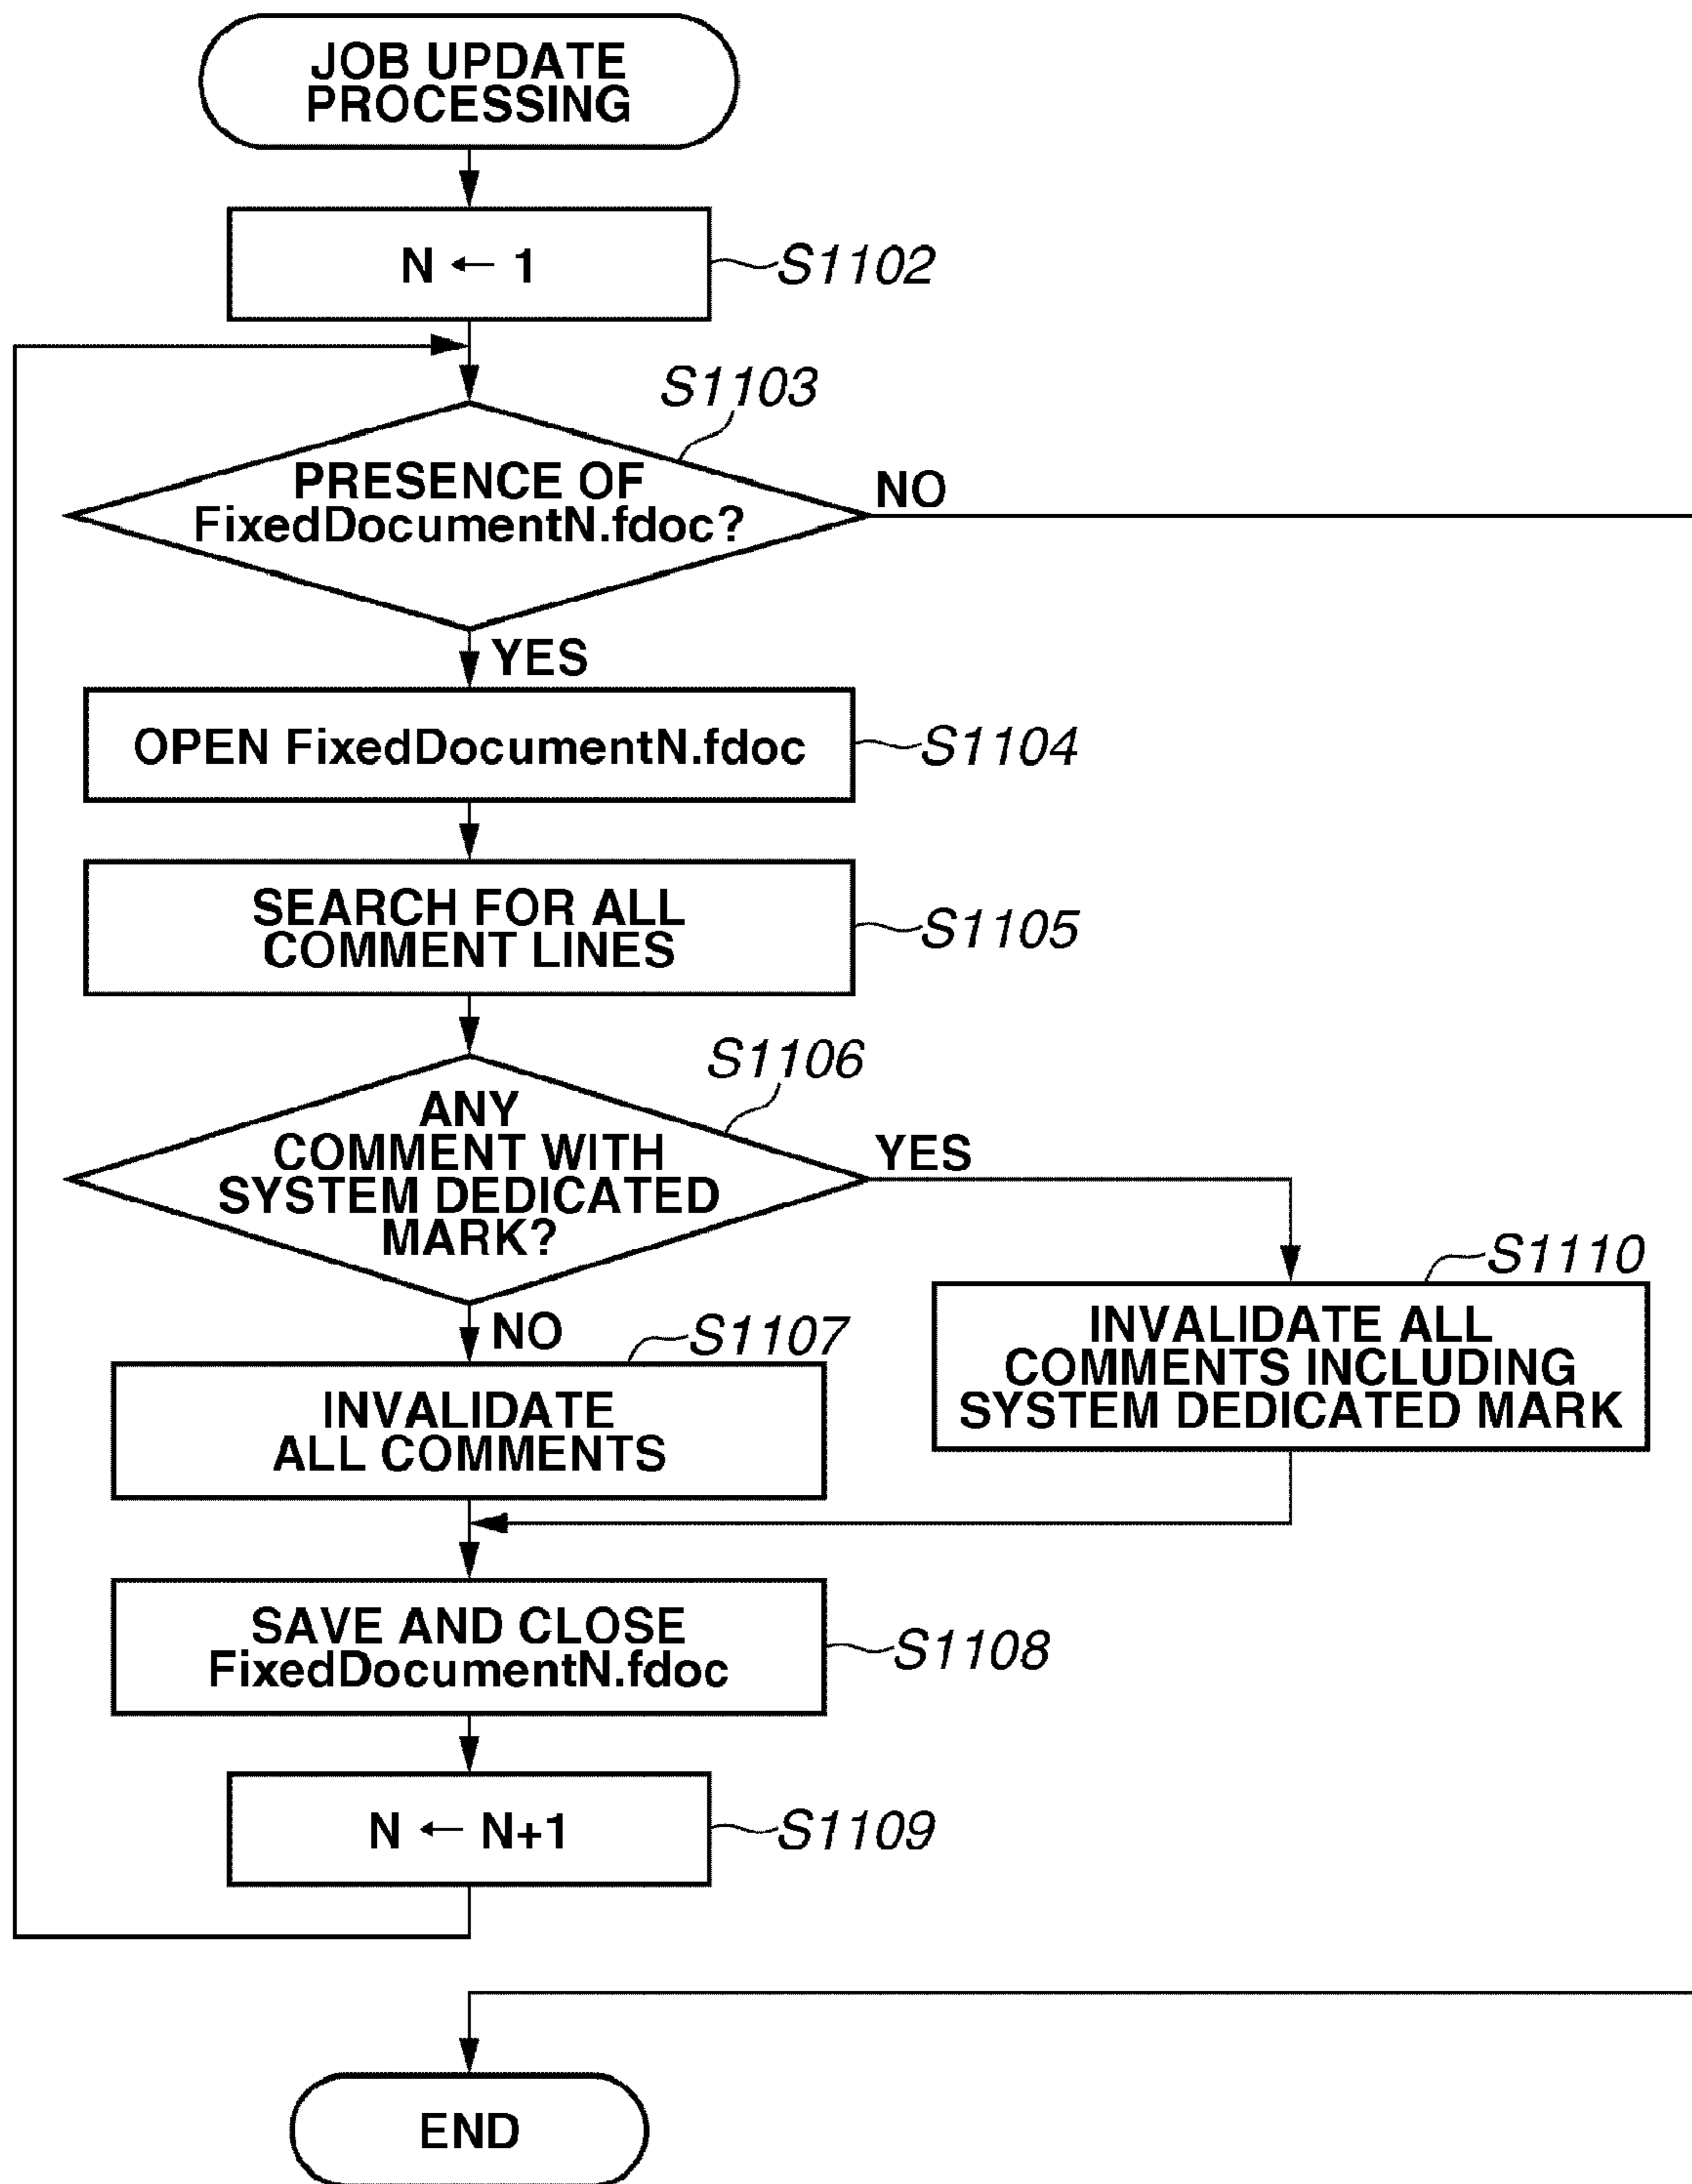 JOB UPDATE
PROCESSING
N ← 1
S1102
S1103
PRESENCE OF
FixedDocumentN.fdoc?
NO
YES
OPEN FixedDocumentN.fdoc
S1104
SEARCH FOR ALL
COMMENT LINES
S1105
S1106
ANY
COMMENT WITH
SYSTEM DEDICATED
MARK?
YES
NO
S1107
INVALIDATE
ALL COMMENTS
S1110
INVALIDATE ALL
COMMENTS INCLUDING
SYSTEM DEDICATED MARK
SAVE AND CLOSE
FixedDocumentN.fdoc
S1108
N ← N+1
S1109
END